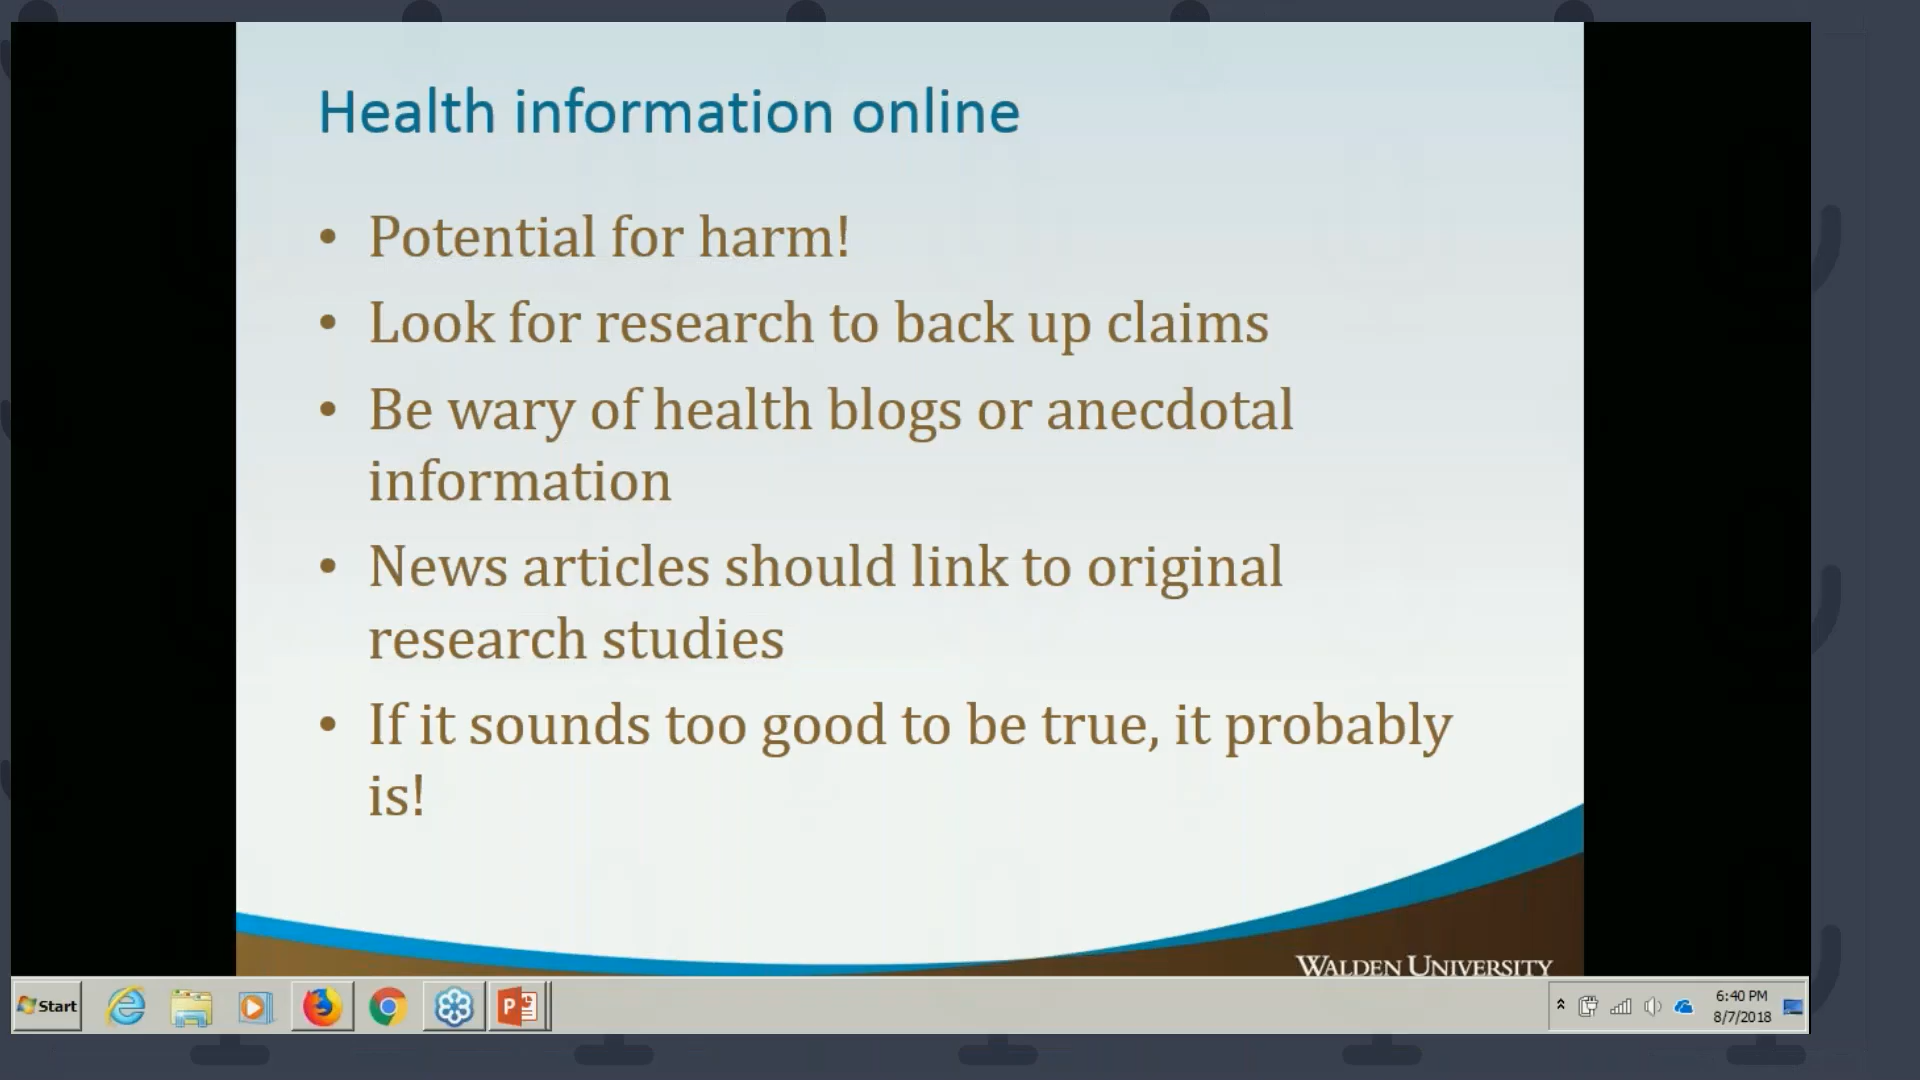 Health information online
• Potential for harm!
• Look for research to back up claims
• Be wary of health blogs or anecdotal
information
• News articles should link to original
research studies
• If it sounds too good to be true, it probably
is!
WALDEN UNIVERSITY
Start
6:40 PM
8/7/2018